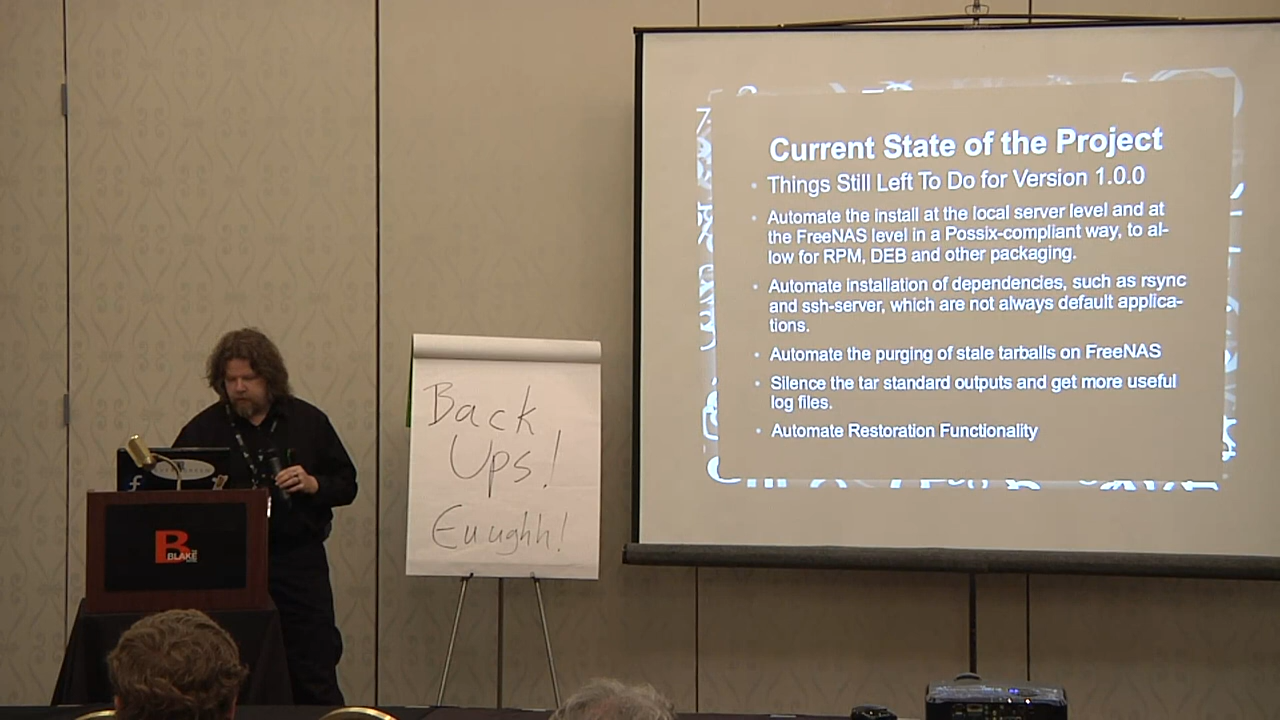 Current State of the Project
• Things Still Left To Do for Version 1.0.0
• Automate the install at the local server level and at
the FreeNAS level in a Possix-compliant way, to al-
low for RPM, DEB and other packaging.
• Automate installation of dependencies, such as rsync
and ssh-server, which are not always default applica-
tions.
• Automate the purging of stale tarballs on FreeNAS
• Silence the tar standard outputs and get more useful
log files.
• Automate Restoration Functionality
Back
Ups!
Euughh!
B
BLAKE
f